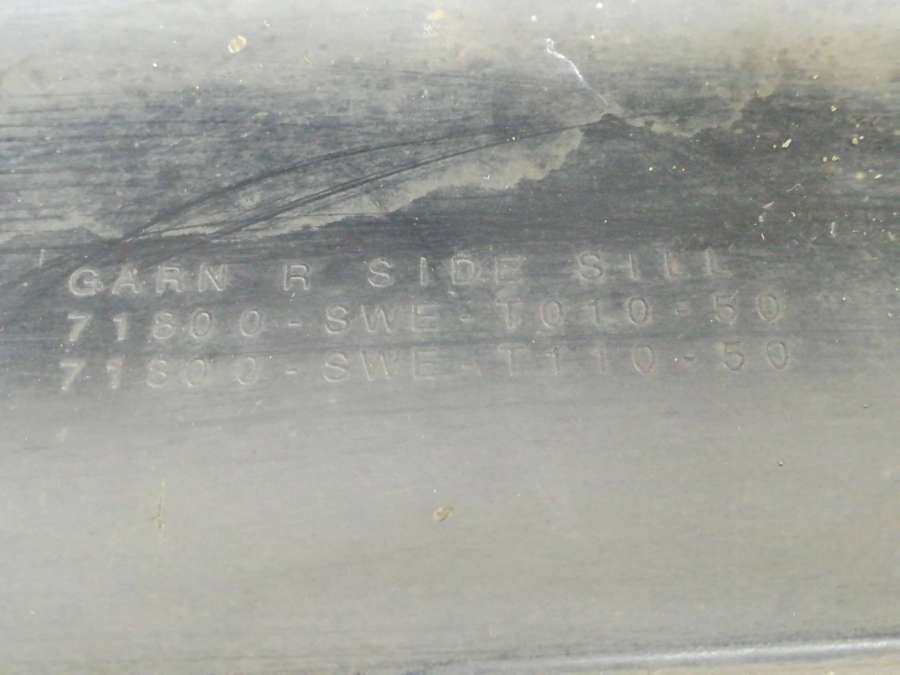 GARN R SIDE SILL
71800-SWE-T010-50
71800-SWE-T110-50